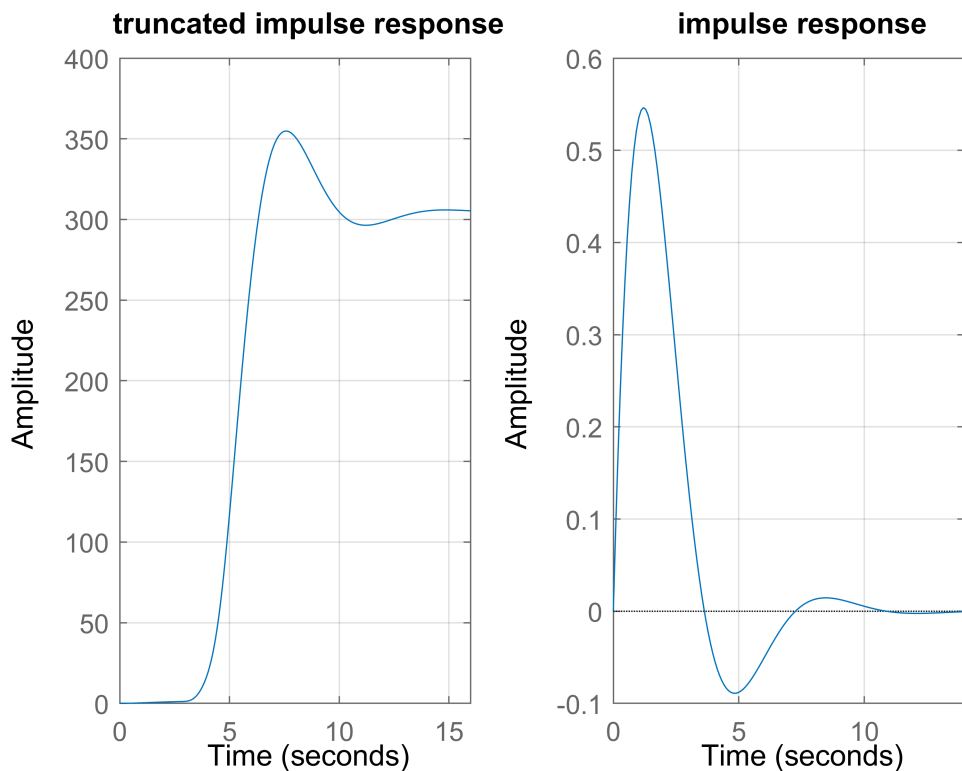 truncated impulse response
400
350
300
250
200
150
100
50
0
0 5 10 15
Amplitude
Time (seconds)
impulse response
0.6
0.5
0.4
0.3
0.2
0.1
0
-0.1
0 5 10
Amplitude
Time (seconds)